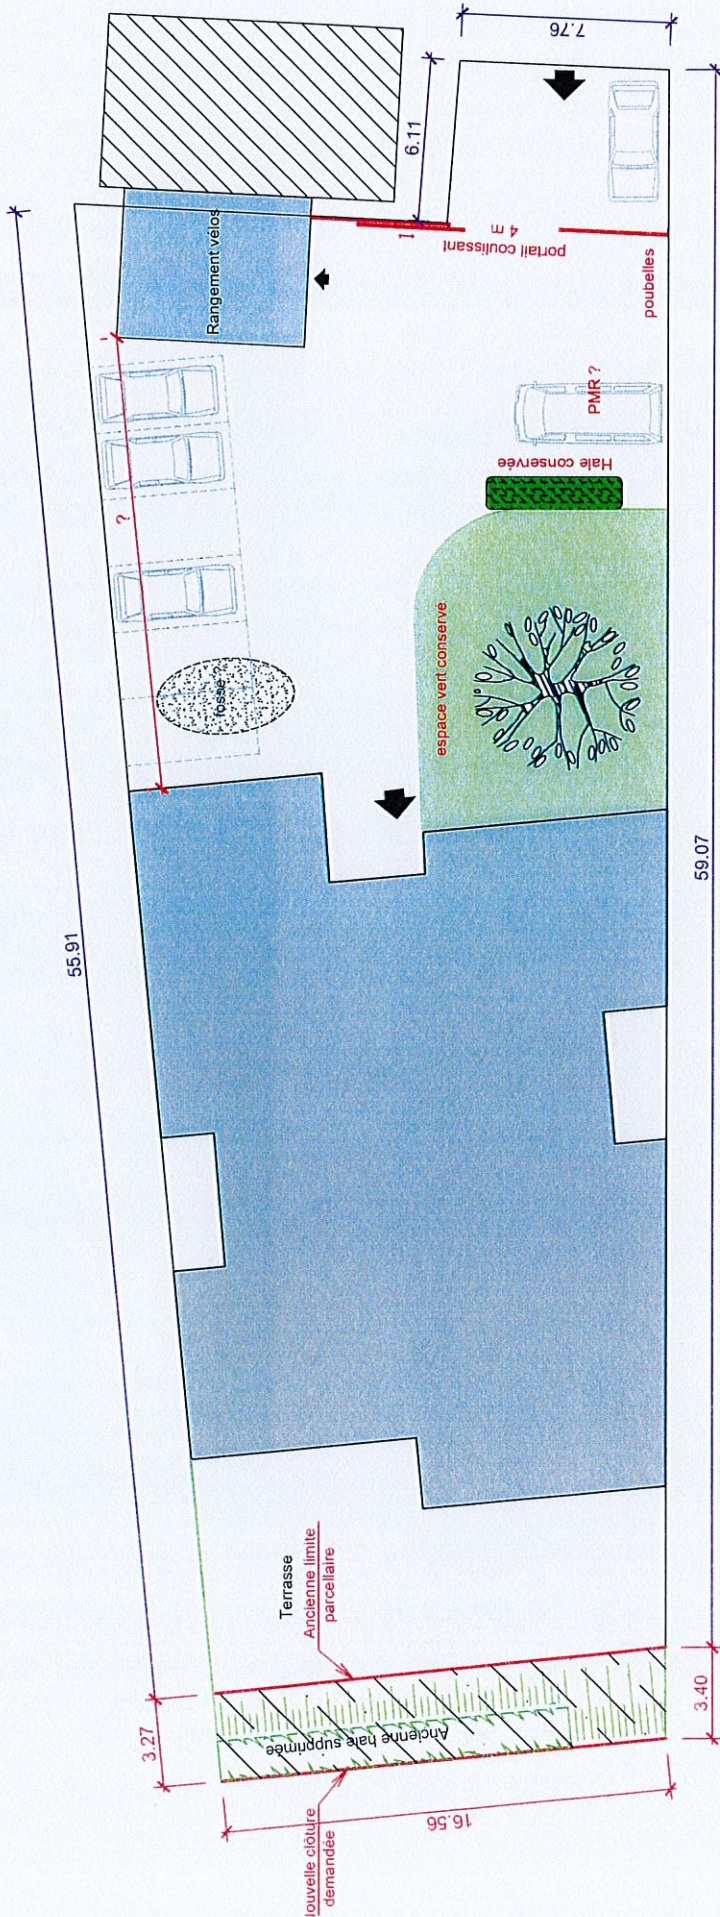 7.76
6.11
Rangement vélos
portail coulissant
4 m
1
poubelles
PMR ?
Haie conservée
?
fosse ?
espace vert conservé
55.91
59.07
Terrasse
Ancienne limite
parcellaire
3.27
3.40
Ancienne haie supprimée
16.56
ouvelle clôture
demandée